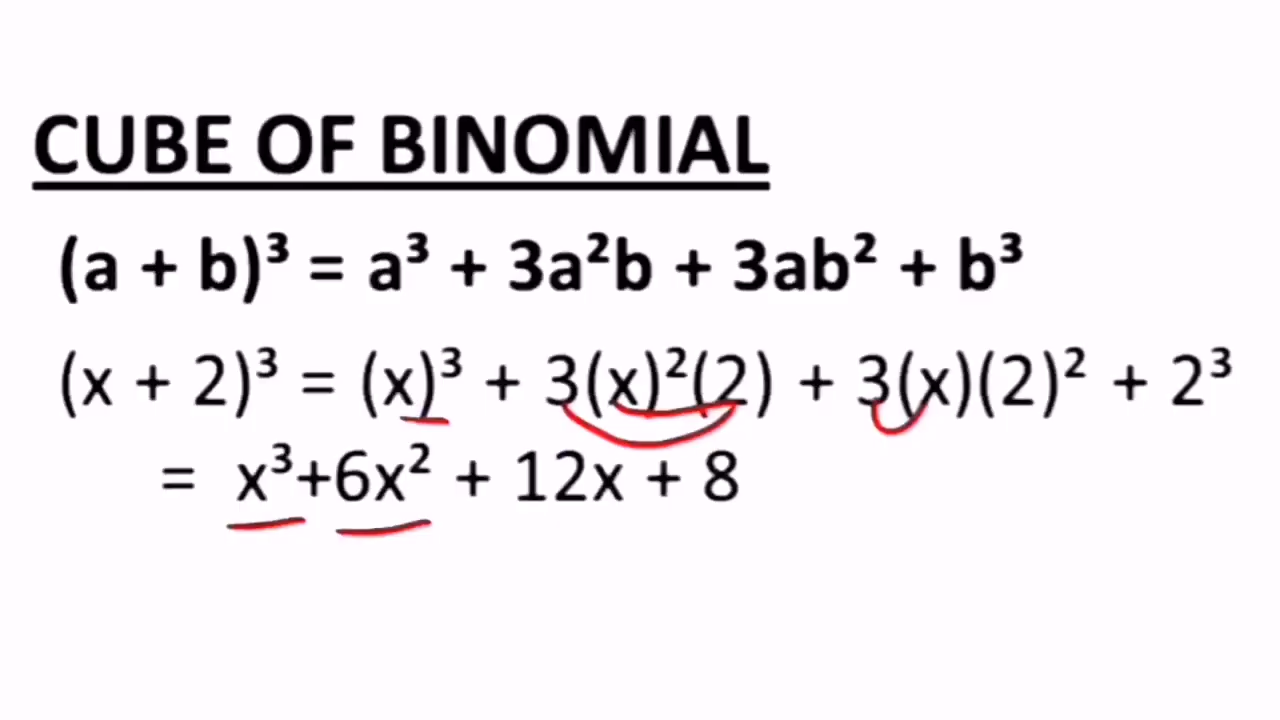 CUBE OF BINOMIAL
(a + b)³ = a³ + 3a²b + 3ab² + b³
(x + 2)³ = (x)³ + 3(x)²(2) + 3(x)(2)² + 2³
= x³+6x² + 12x + 8